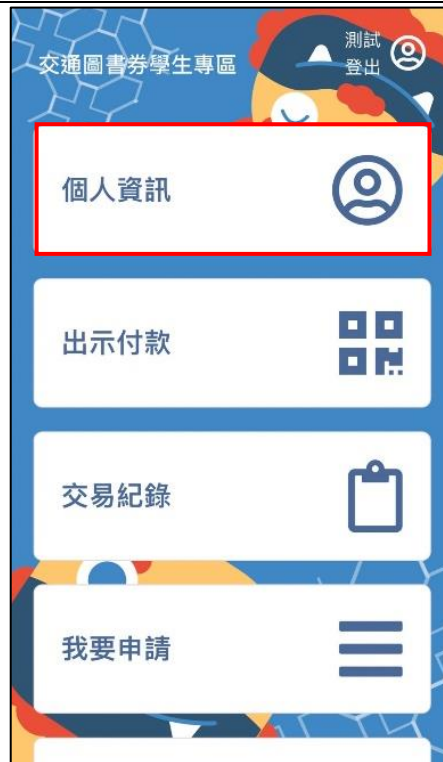 測試
交通圖書券學生專區
登出
個人資訊
出示付款
交易紀錄
我要申請